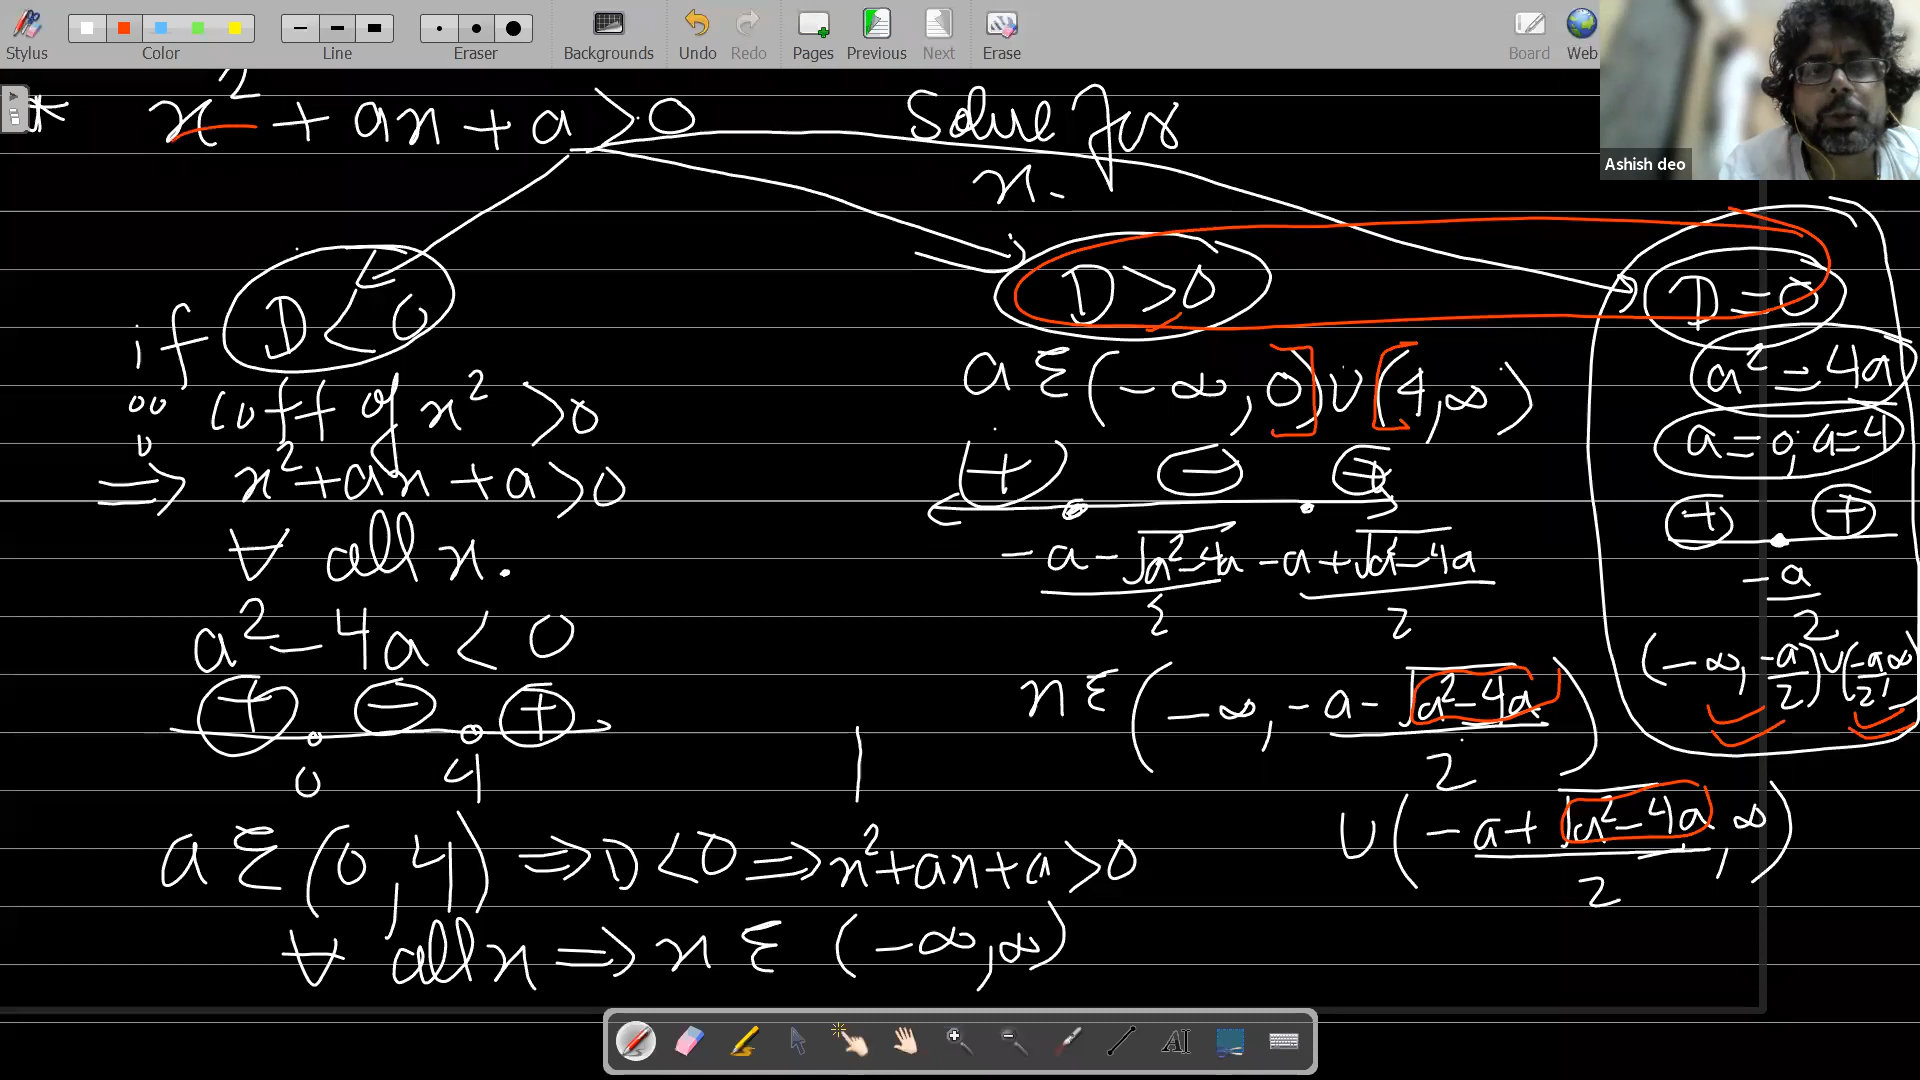 Stylus Color Line Eraser Backgrounds Undo Redo Pages Previous Next Erase Board Web
Ashish deo
* x² + ax + a > 0 Solve for
x.
if D < 0
∵ coff of x² > 0
⇒ x² + ax + a > 0
∀ all x.
a² - 4a < 0
+ - +
0 4
a ∈ (0, 4) ⇒ D < 0 ⇒ x² + ax + a > 0
∀ all x ⇒ x ∈ (-∞, ∞)
D > 0
a ∈ (-∞, 0)] ∪ [(4, ∞)
+ - +
-a-√a²-4a/2 -a+√a²-4a/2
x ∈ (-∞, -a-√a²-4a/2)
∪ (-a+√a²-4a/2, ∞)
D = 0
a² = 4a
a = 0, a = 4
+ +
-a/2
(-∞, -a/2) ∪ (-a/2, ∞)
AI